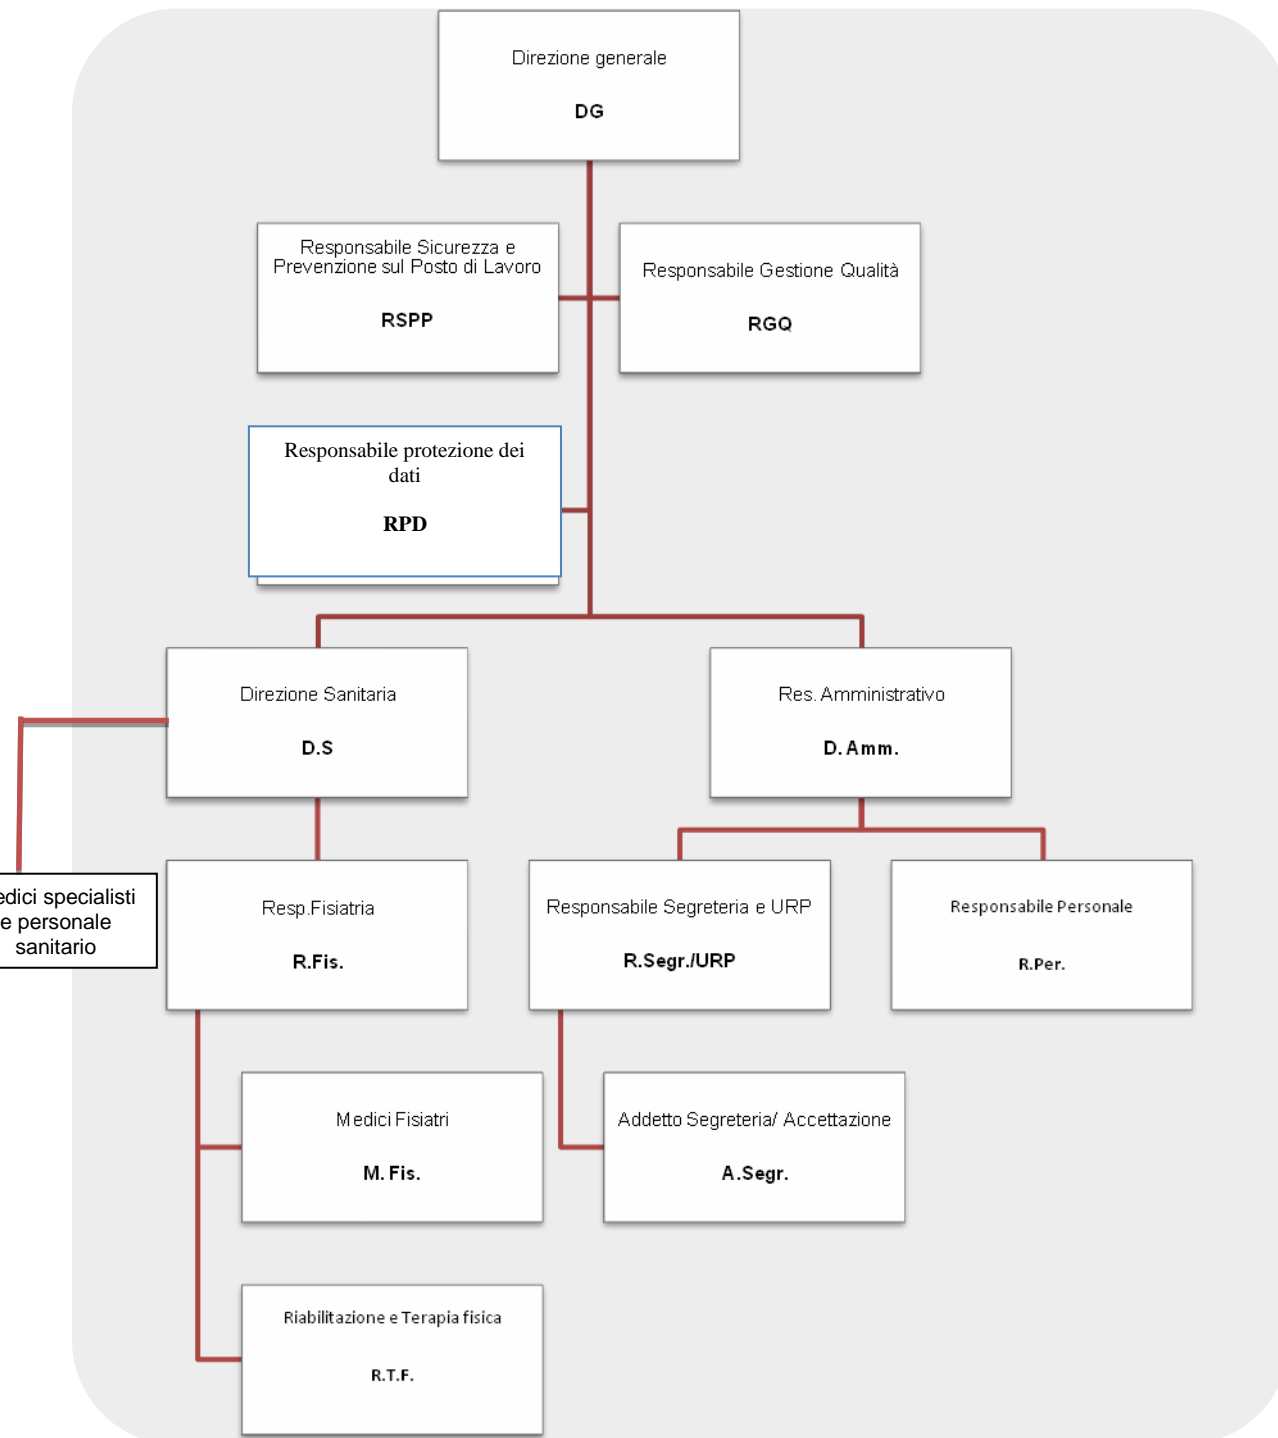 Direzione generale
DG
Responsabile Sicurezza e
Prevenzione sul Posto di Lavoro
RSPP
Responsabile Gestione Qualità
RGQ
Responsabile protezione dei
dati
RPD
Direzione Sanitaria
D.S
Res. Amministrativo
D. Amm.
edici specialisti
e personale
sanitario
Resp.Fisiatria
R.Fis.
Responsabile Segreteria e URP
R.Segr./URP
Responsabile Personale
R.Per.
Medici Fisiatri
M. Fis.
Addetto Segreteria/ Accettazione
A.Segr.
Riabilitazione e Terapia fisica
R.T.F.